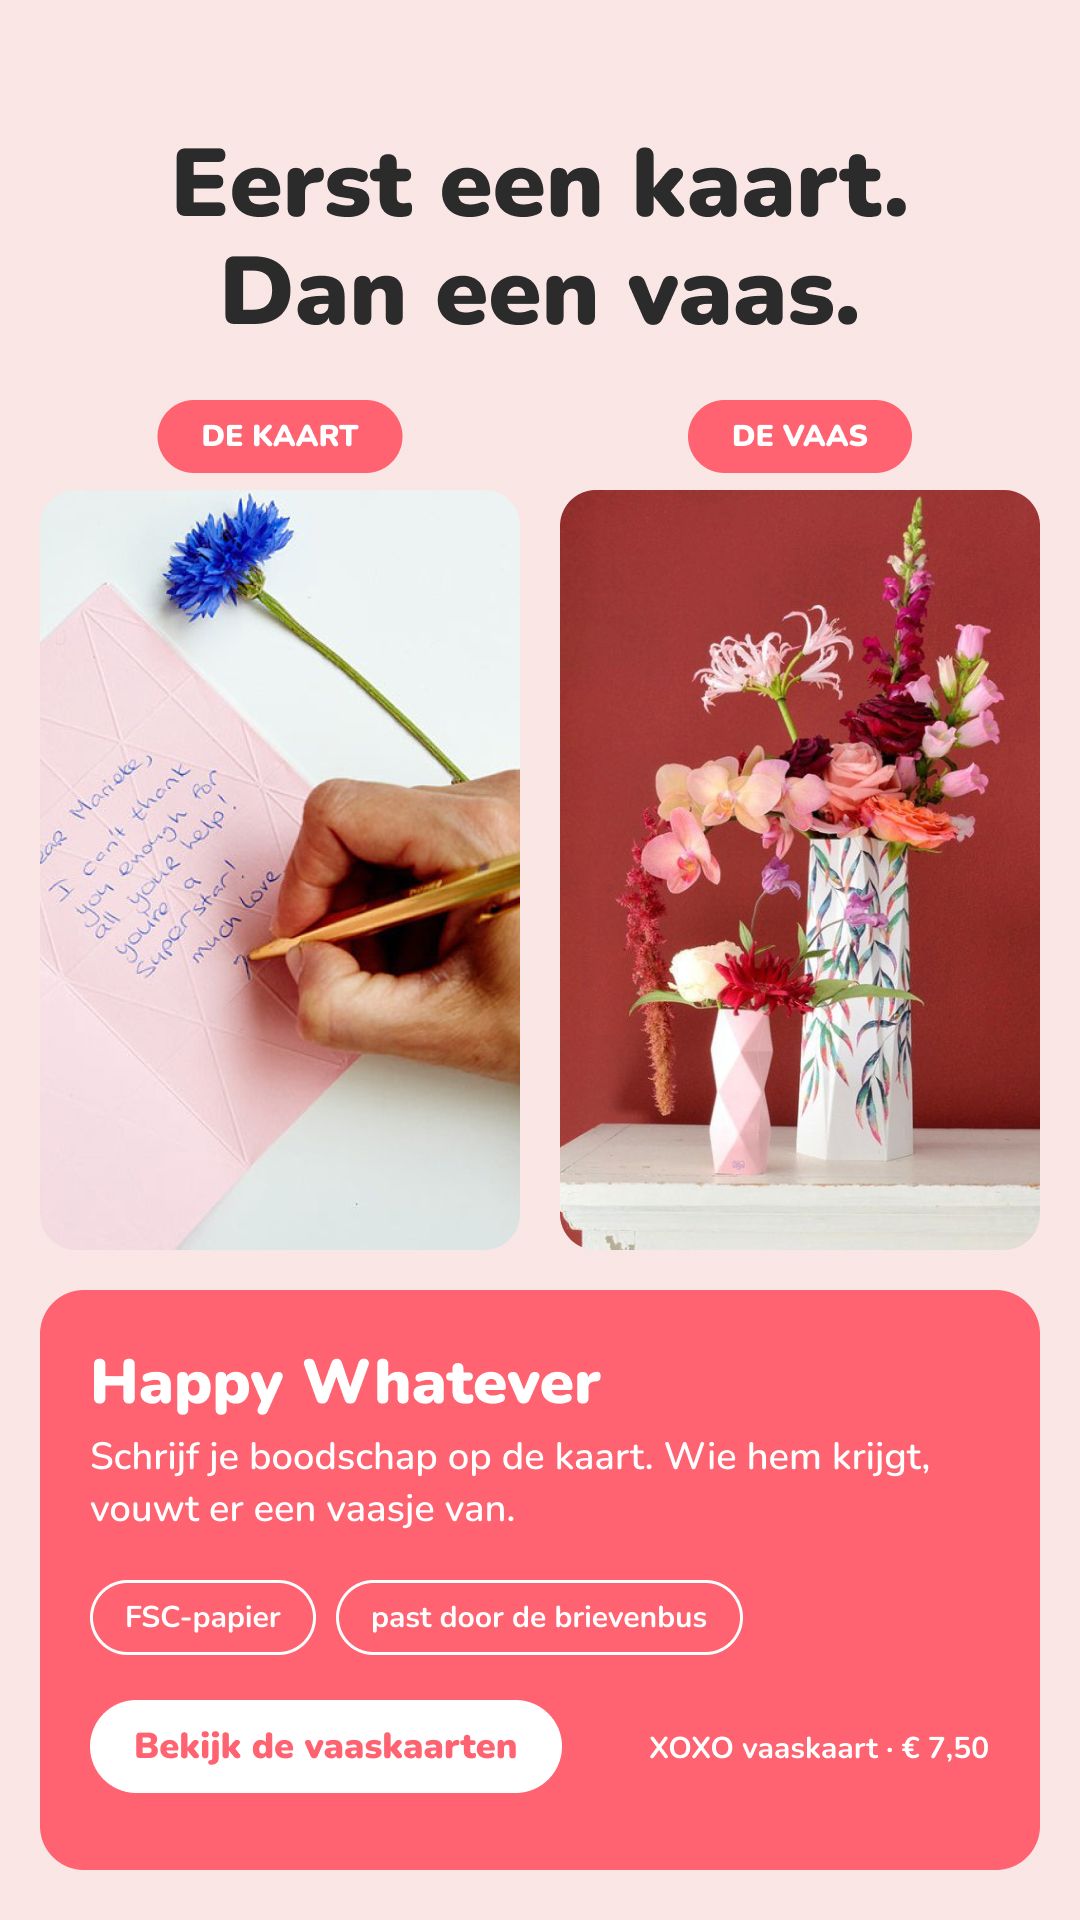 Eerst een kaart.
Dan een vaas.
DE KAART
DE VAAS
ear Marieke,
I can't thank
you enough for
all your help!
you're a
superstar!
much love
Happy Whatever
Schrijf je boodschap op de kaart. Wie hem krijgt,
vouwt er een vaasje van.
FSC-papier
past door de brievenbus
Bekijk de vaaskaarten
XOXO vaaskaart · € 7,50